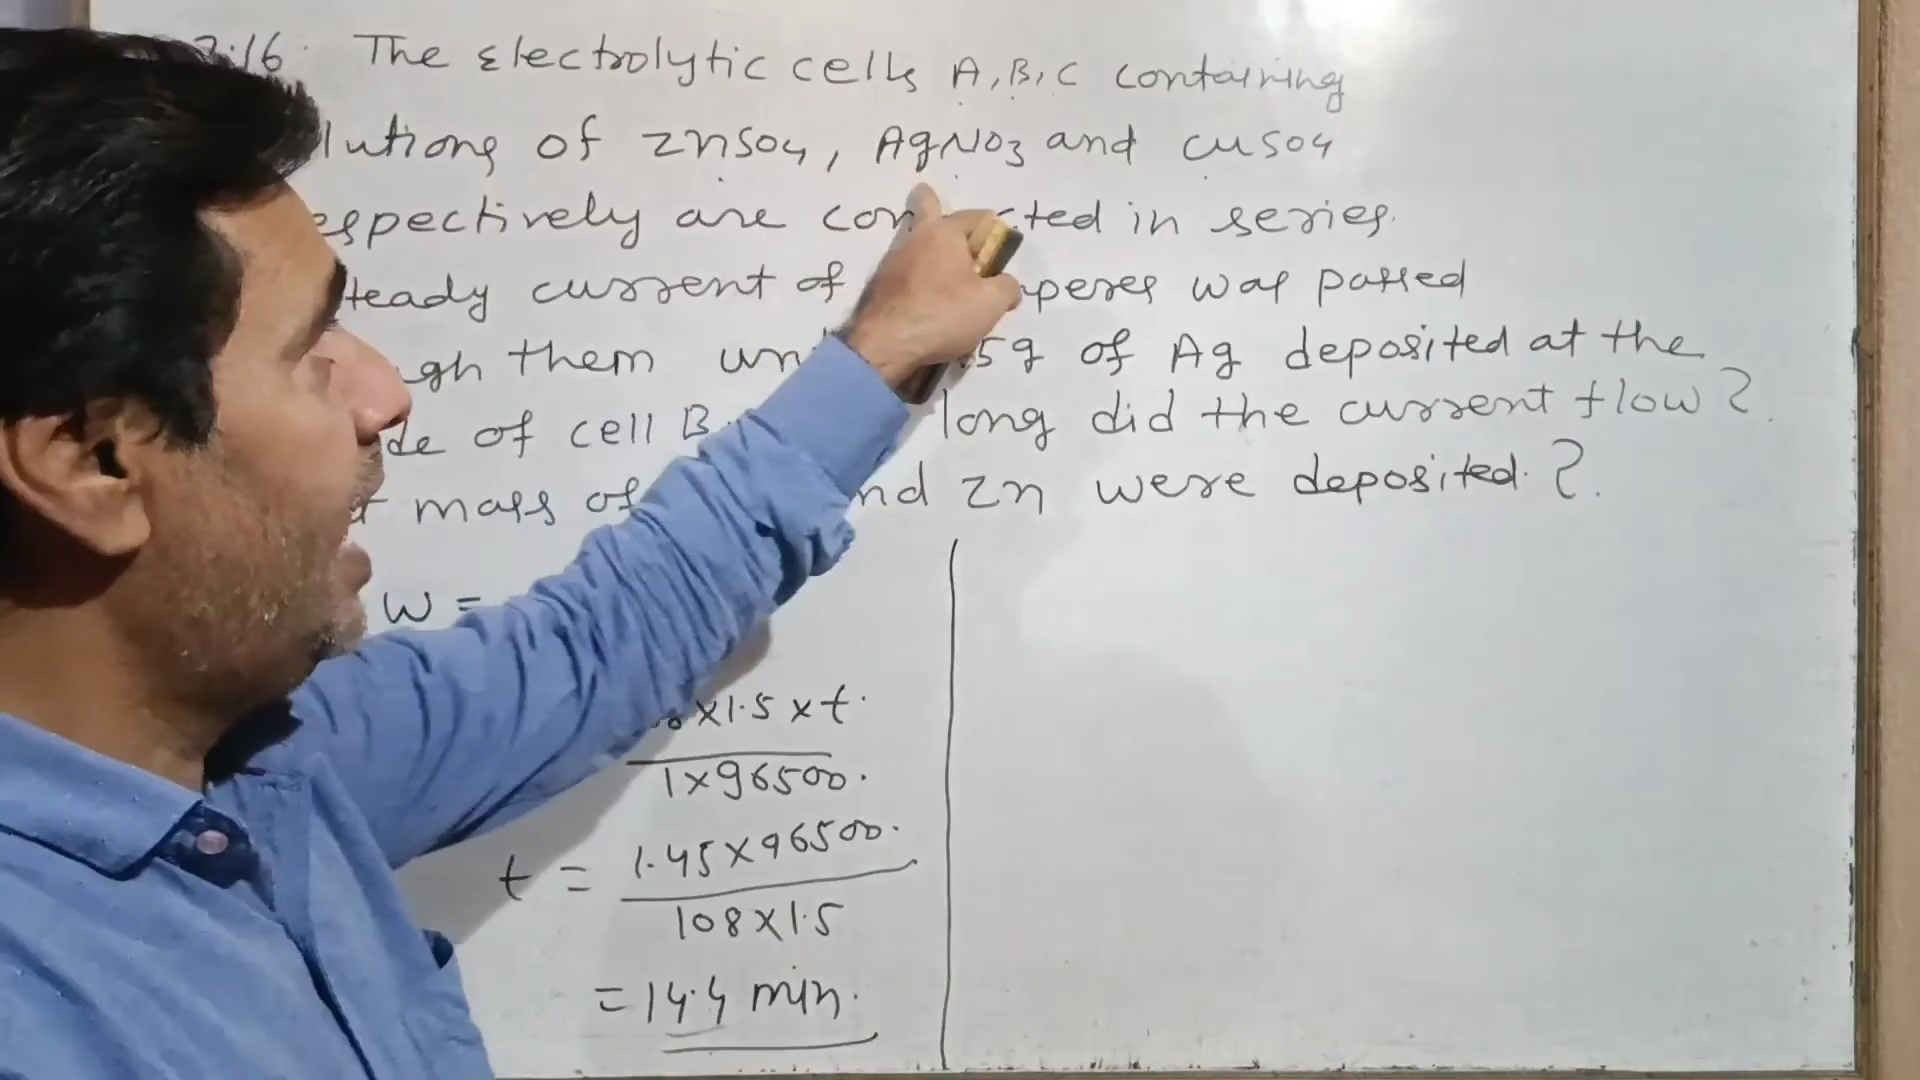 :16. The Electrolytic cells A, B, C containing
lutions of ZnSO4, AgNO3 and CuSO4
espectively are con ted in series.
teady current of peres was passed
gh them un 5g of Ag deposited at the
de of cell B. long did the current flow?
mass of nd Zn were deposited. ?
W =
x1.5 x t.
1x96500.
1.45x96500.
t =
108x1.5
= 14.4 min.